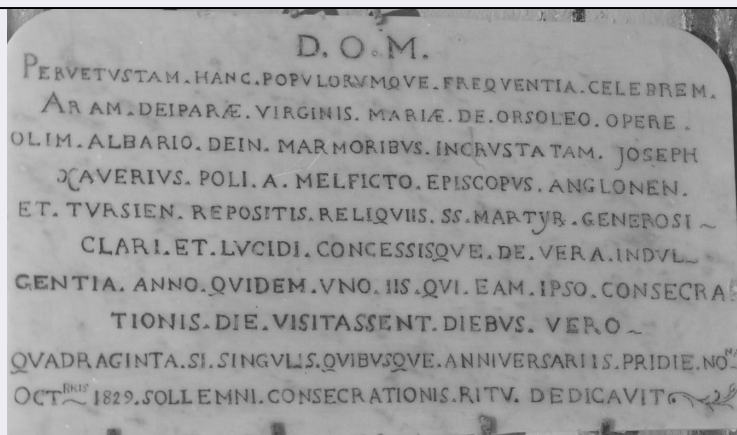 D. O. M.
PERVETVSTAM. HANC. POPVLORVMQVE. FREQVENTIA. CELEBREM.
ARAM. DEIPARÆ. VIRGINIS. MARIÆ. DE. ORSOLEO. OPERE.
OLIM. ALBARIO. DEIN. MARMORIBVS. INCRVSTATAM. JOSEPH
XAVERIVS. POLI. A. MELFICTO. EPISCOPVS. ANGLONEN.
ET. TVRSIEN. REPOSITIS. RELIQVIIS. SS. MARTYR. GENEROSI ~
CLARI. ET. LVCIDI. CONCESSISQVE. DE. VERA. INDVL~
GENTIA. ANNO. QVIDEM. VNO. IIS. QVI. EAM. IPSO. CONSECRA
TIONIS. DIE. VISITASSENT. DIEBVS. VERO ~
QVADRAGINTA. SI. SINGVLIS. QVIBVSQVE. ANNIVERSARIIS. PRIDIE. NO
OCT 1829. SOLLEMNI. CONSECRATIONIS. RITV. DEDICAVIT